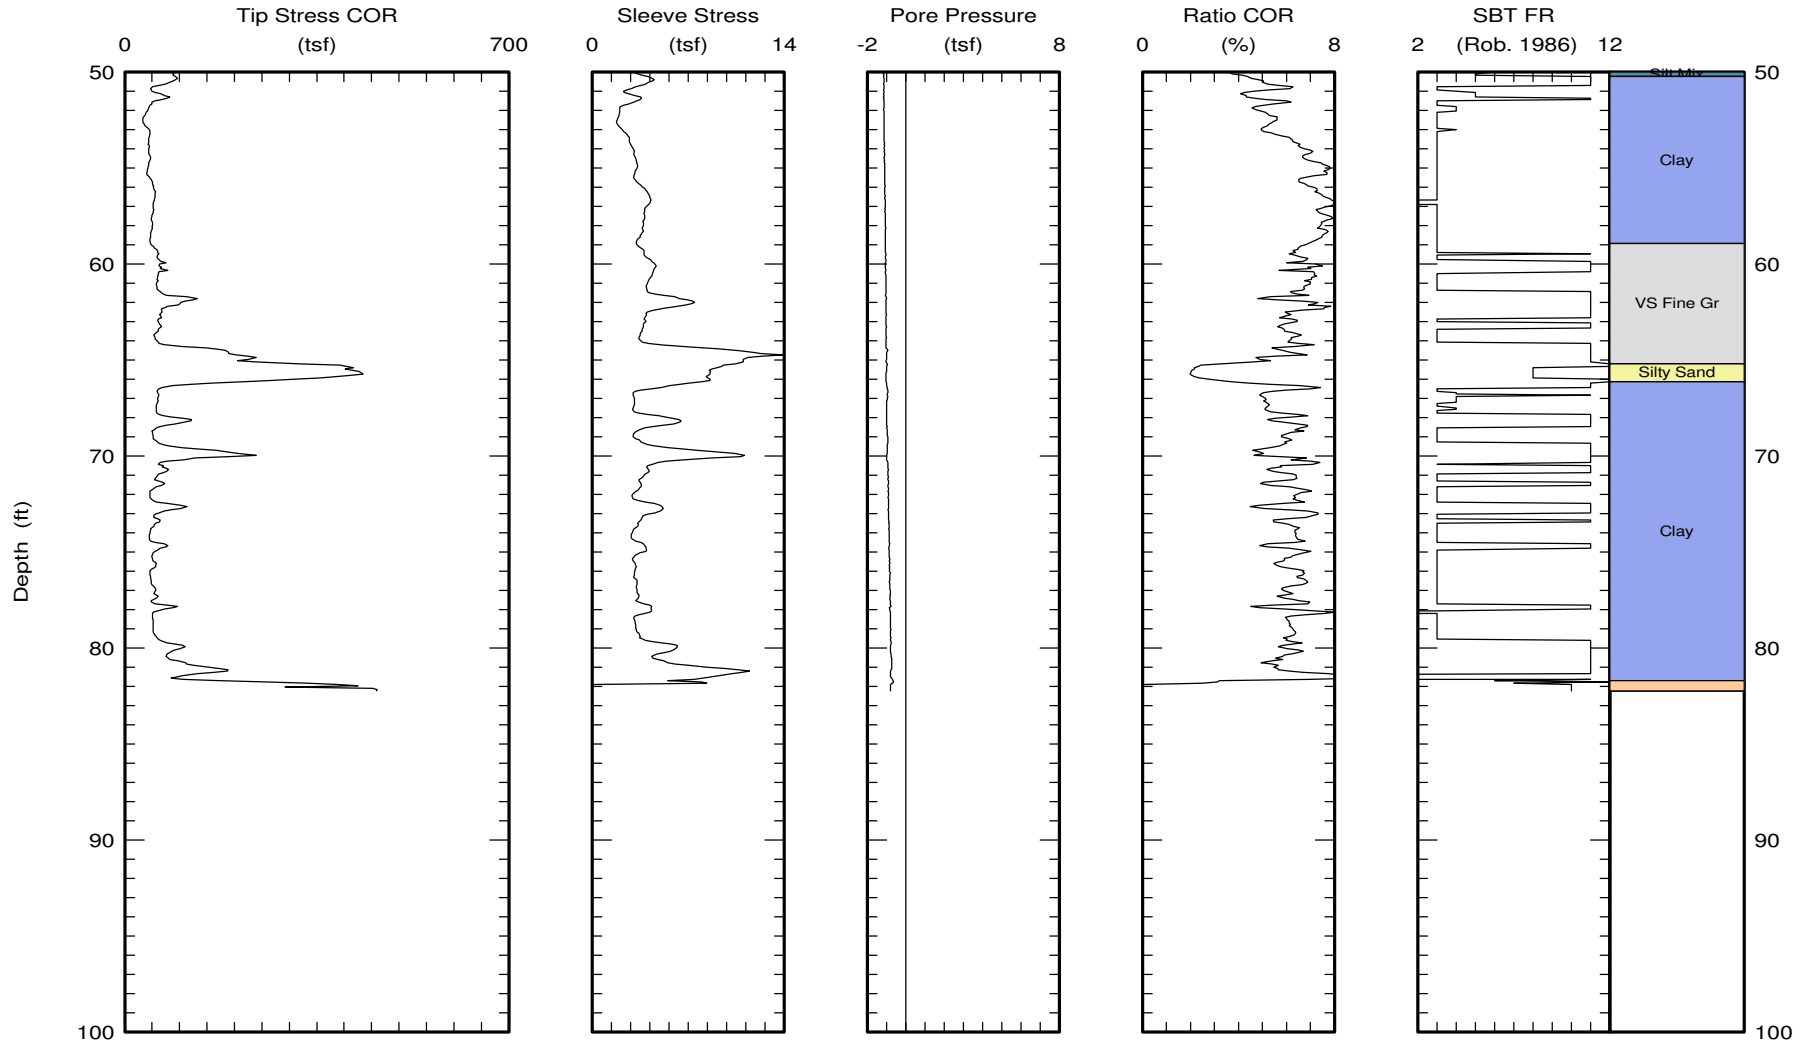 Tip Stress COR
0 (tsf) 700
Sleeve Stress
0 (tsf) 14
Pore Pressure
-2 (tsf) 8
Ratio COR
0 (%) 8
SBT FR
2 (Rob. 1986) 12
50 Silt Mix 50
Clay
60 60
VS Fine Gr
Silty Sand
70 70
Clay
Depth (ft)
80 80
90 90
100 100